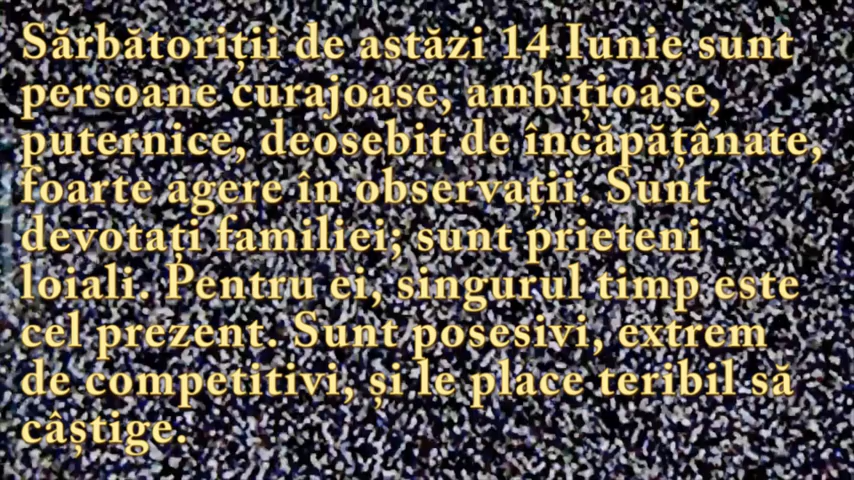 Sărbătoriții de astăzi 14 Iunie sunt
persoane curajoase, ambițioase,
puternice, deosebit de încăpățânate,
foarte agere în observații. Sunt
devotați familiei; sunt prieteni
loiali. Pentru ei, singurul timp este
cel prezent. Sunt posesivi, extrem
de competitivi, și le place teribil să
câștige.